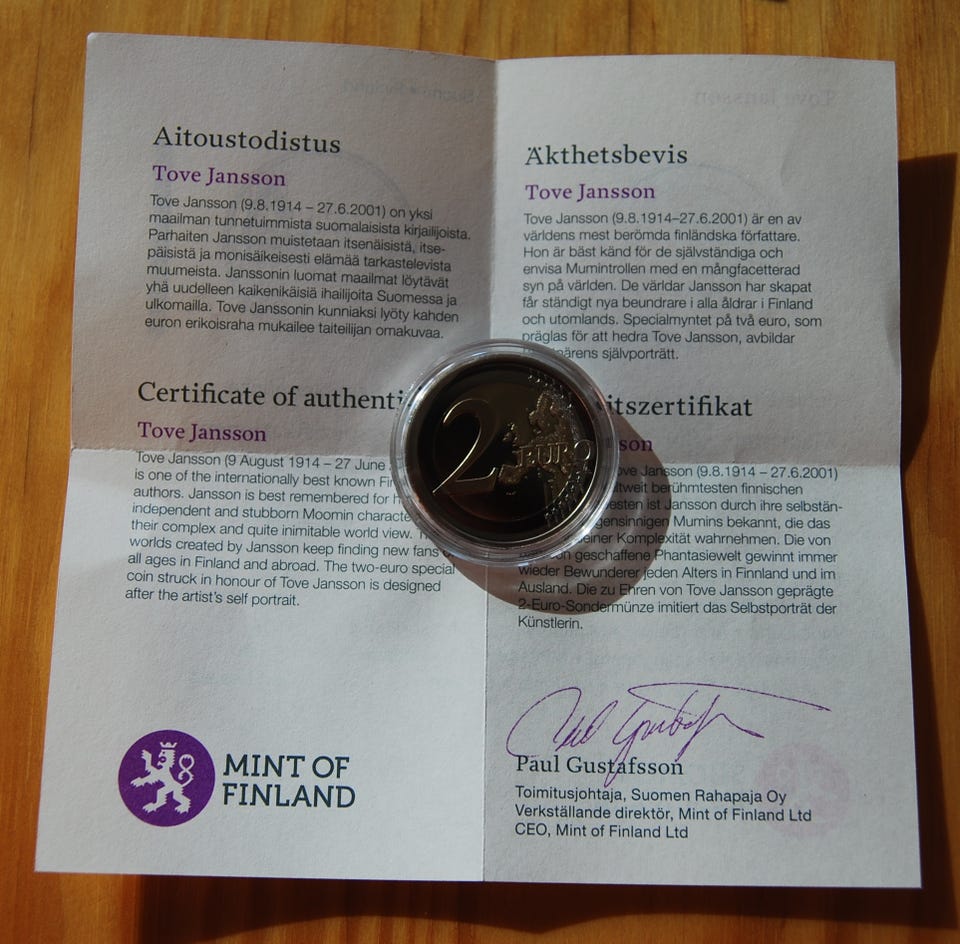 Aitoustodistus
Tove Jansson
Tove Jansson (9.8.1914 – 27.6.2001) on yksi
maailman tunnetuimmista suomalaisista kirjailijoista.
Parhaiten Jansson muistetaan itsenäisistä, itse-
päisistä ja monisäikeisesti elämää tarkastelevista
muumeista. Janssonin luomat maailmat löytävät
yhä uudelleen kaikenikäisiä ihailijoita Suomessa ja
ulkomailla. Tove Janssonin kunniaksi lyöty kahden
euron erikoisraha mukailee taiteilijan omakuvaa.
Äkthetsbevis
Tove Jansson
Tove Jansson (9.8.1914–27.6.2001) är en av
världens mest berömda finländska författare.
Hon är bäst känd för de självständiga och
envisa Mumintrollen med en mångfacetterad
syn på världen. De världar Jansson har skapat
får ständigt nya beundrare i alla åldrar i Finland
och utomlands. Specialmyntet på två euro, som
präglas för att hedra Tove Jansson, avbildar
självporträtt.
Certificate of
Tove Jansson
Tove Jansson (9 August 1914 – 27 June
is one of the internationally best known
authors. Jansson is best remembered for
independent and stubborn Moomin
their complex and quite inimitable world view.
worlds created by Jansson keep finding new fans
all ages in Finland and abroad. The two-euro special
coin struck in honour of Tove Jansson is designed
after the artist's self portrait.
2 EURO
(9.8.1914 – 27.6.2001)
berühmtesten finnischen
ist Jansson durch ihre selbstän-
Mumins bekannt, die das
Komplexität wahrnehmen. Die von
geschaffene Phantasiewelt gewinnt immer
wieder Bewunderer jeden Alters in Finnland und im
Ausland. Die zu Ehren von Tove Jansson geprägte
2-Euro-Sondermünze imitiert das Selbstporträt der
Künstlerin.
MINT OF
FINLAND
Paul Gustafsson
Toimitusjohtaja, Suomen Rahapaja Oy
Verkställande direktör, Mint of Finland Ltd
CEO, Mint of Finland Ltd